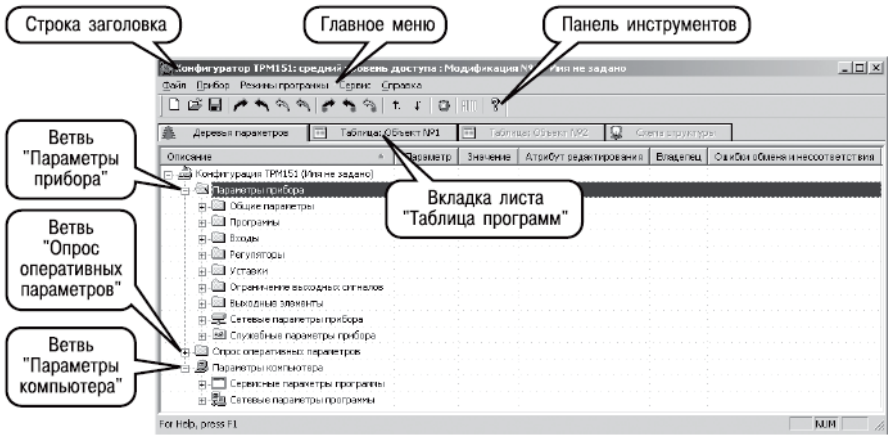 Строка заголовка
Главное меню
Панель инструментов
Конфигуратор ТРМ151: средний уровень доступа : Модификация Имя не задано
Файл Прибор Режимы программы Сервис Справка
Деревья параметров Таблица: Объект №1 Таблица: Объект №2 Схема структуры
Описание Параметр Значение Атрибут редактирования Владелец Ошибки обмена и несоответствия
Конфигурация ТРМ151 (Имя не задано)
Параметры прибора
Общие параметры
Программы
Входы
Регуляторы
Уставки
Ограничение выходных сигналов
Выходные элементы
Сетевые параметры прибора
Служебные параметры прибора
Опрос оперативных параметров
Параметры компьютера
Сервисные параметры программы
Сетевые параметры программы
Ветвь
"Параметры
прибора"
Ветвь
"Опрос
оперативных
параметров"
Ветвь
"Параметры
компьютера"
Вкладка листа
"Таблица программ"
For Help, press F1
NUM